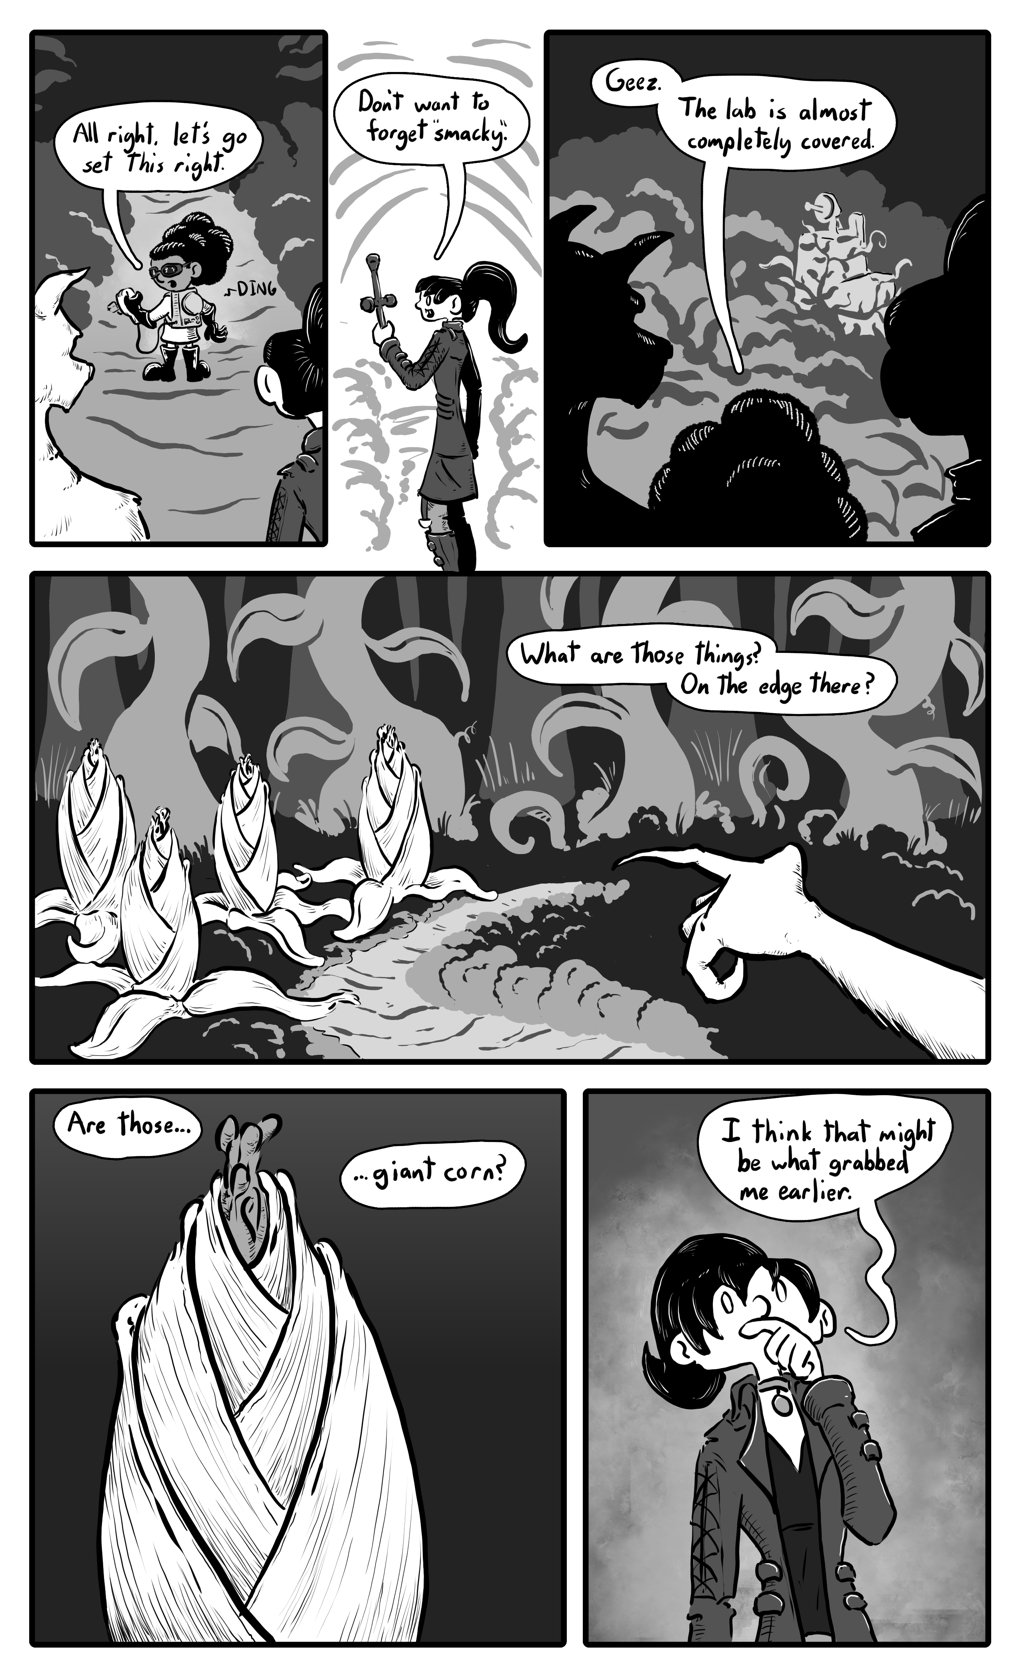 All right, let's go
set this right.
~DING
Don't want to
forget "smacky".
Geez.
The lab is almost
completely covered.
What are those things?
On the edge there?
Are those...
...giant corn?
I think that might
be what grabbed
me earlier.